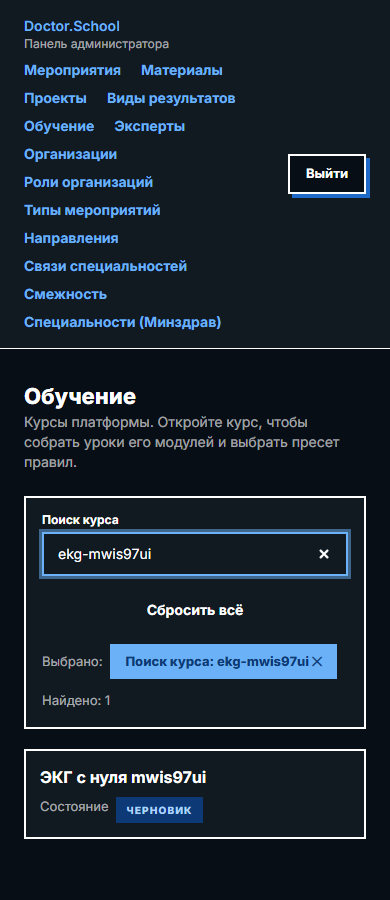 Doctor.School
Панель администратора
Мероприятия Материалы
Проекты Виды результатов
Обучение Эксперты
Организации
Выйти
Роли организаций
Типы мероприятий
Направления
Связи специальностей
Смежность
Специальности (Минздрав)
Обучение
Курсы платформы. Откройте курс, чтобы
собрать уроки его модулей и выбрать пресет
правил.
Поиск курса
ekg-mwis97ui
Сбросить всё
Выбрано: Поиск курса: ekg-mwis97ui
Найдено: 1
ЭКГ с нуля mwis97ui
Состояние ЧЕРНОВИК